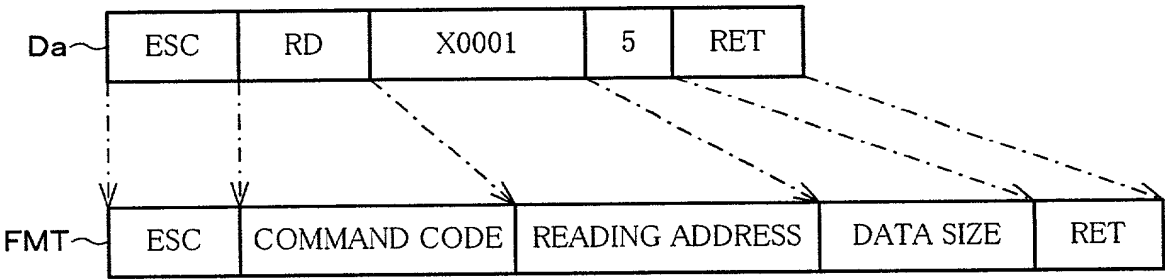 Da ESC RD X0001 5 RET
FMT ESC COMMAND CODE READING ADDRESS DATA SIZE RET